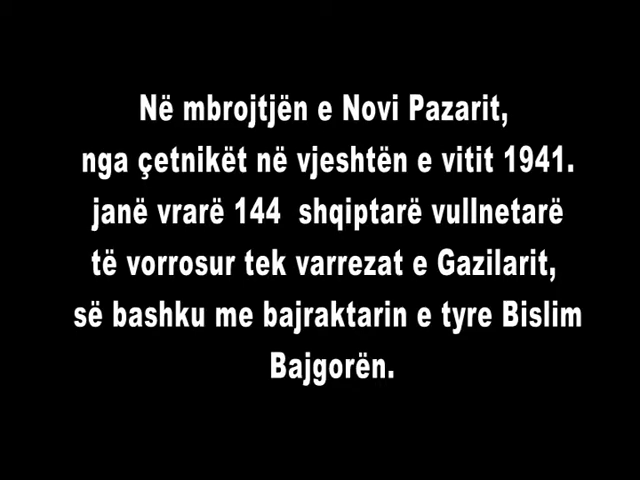 Në mbrojtjën e Novi Pazarit,
nga çetnikët në vjeshtën e vitit 1941.
janë vrarë 144 shqiptarë vullnetarë
të vorrosur tek varrezat e Gazilarit,
së bashku me bajraktarin e tyre Bislim
Bajgorën.